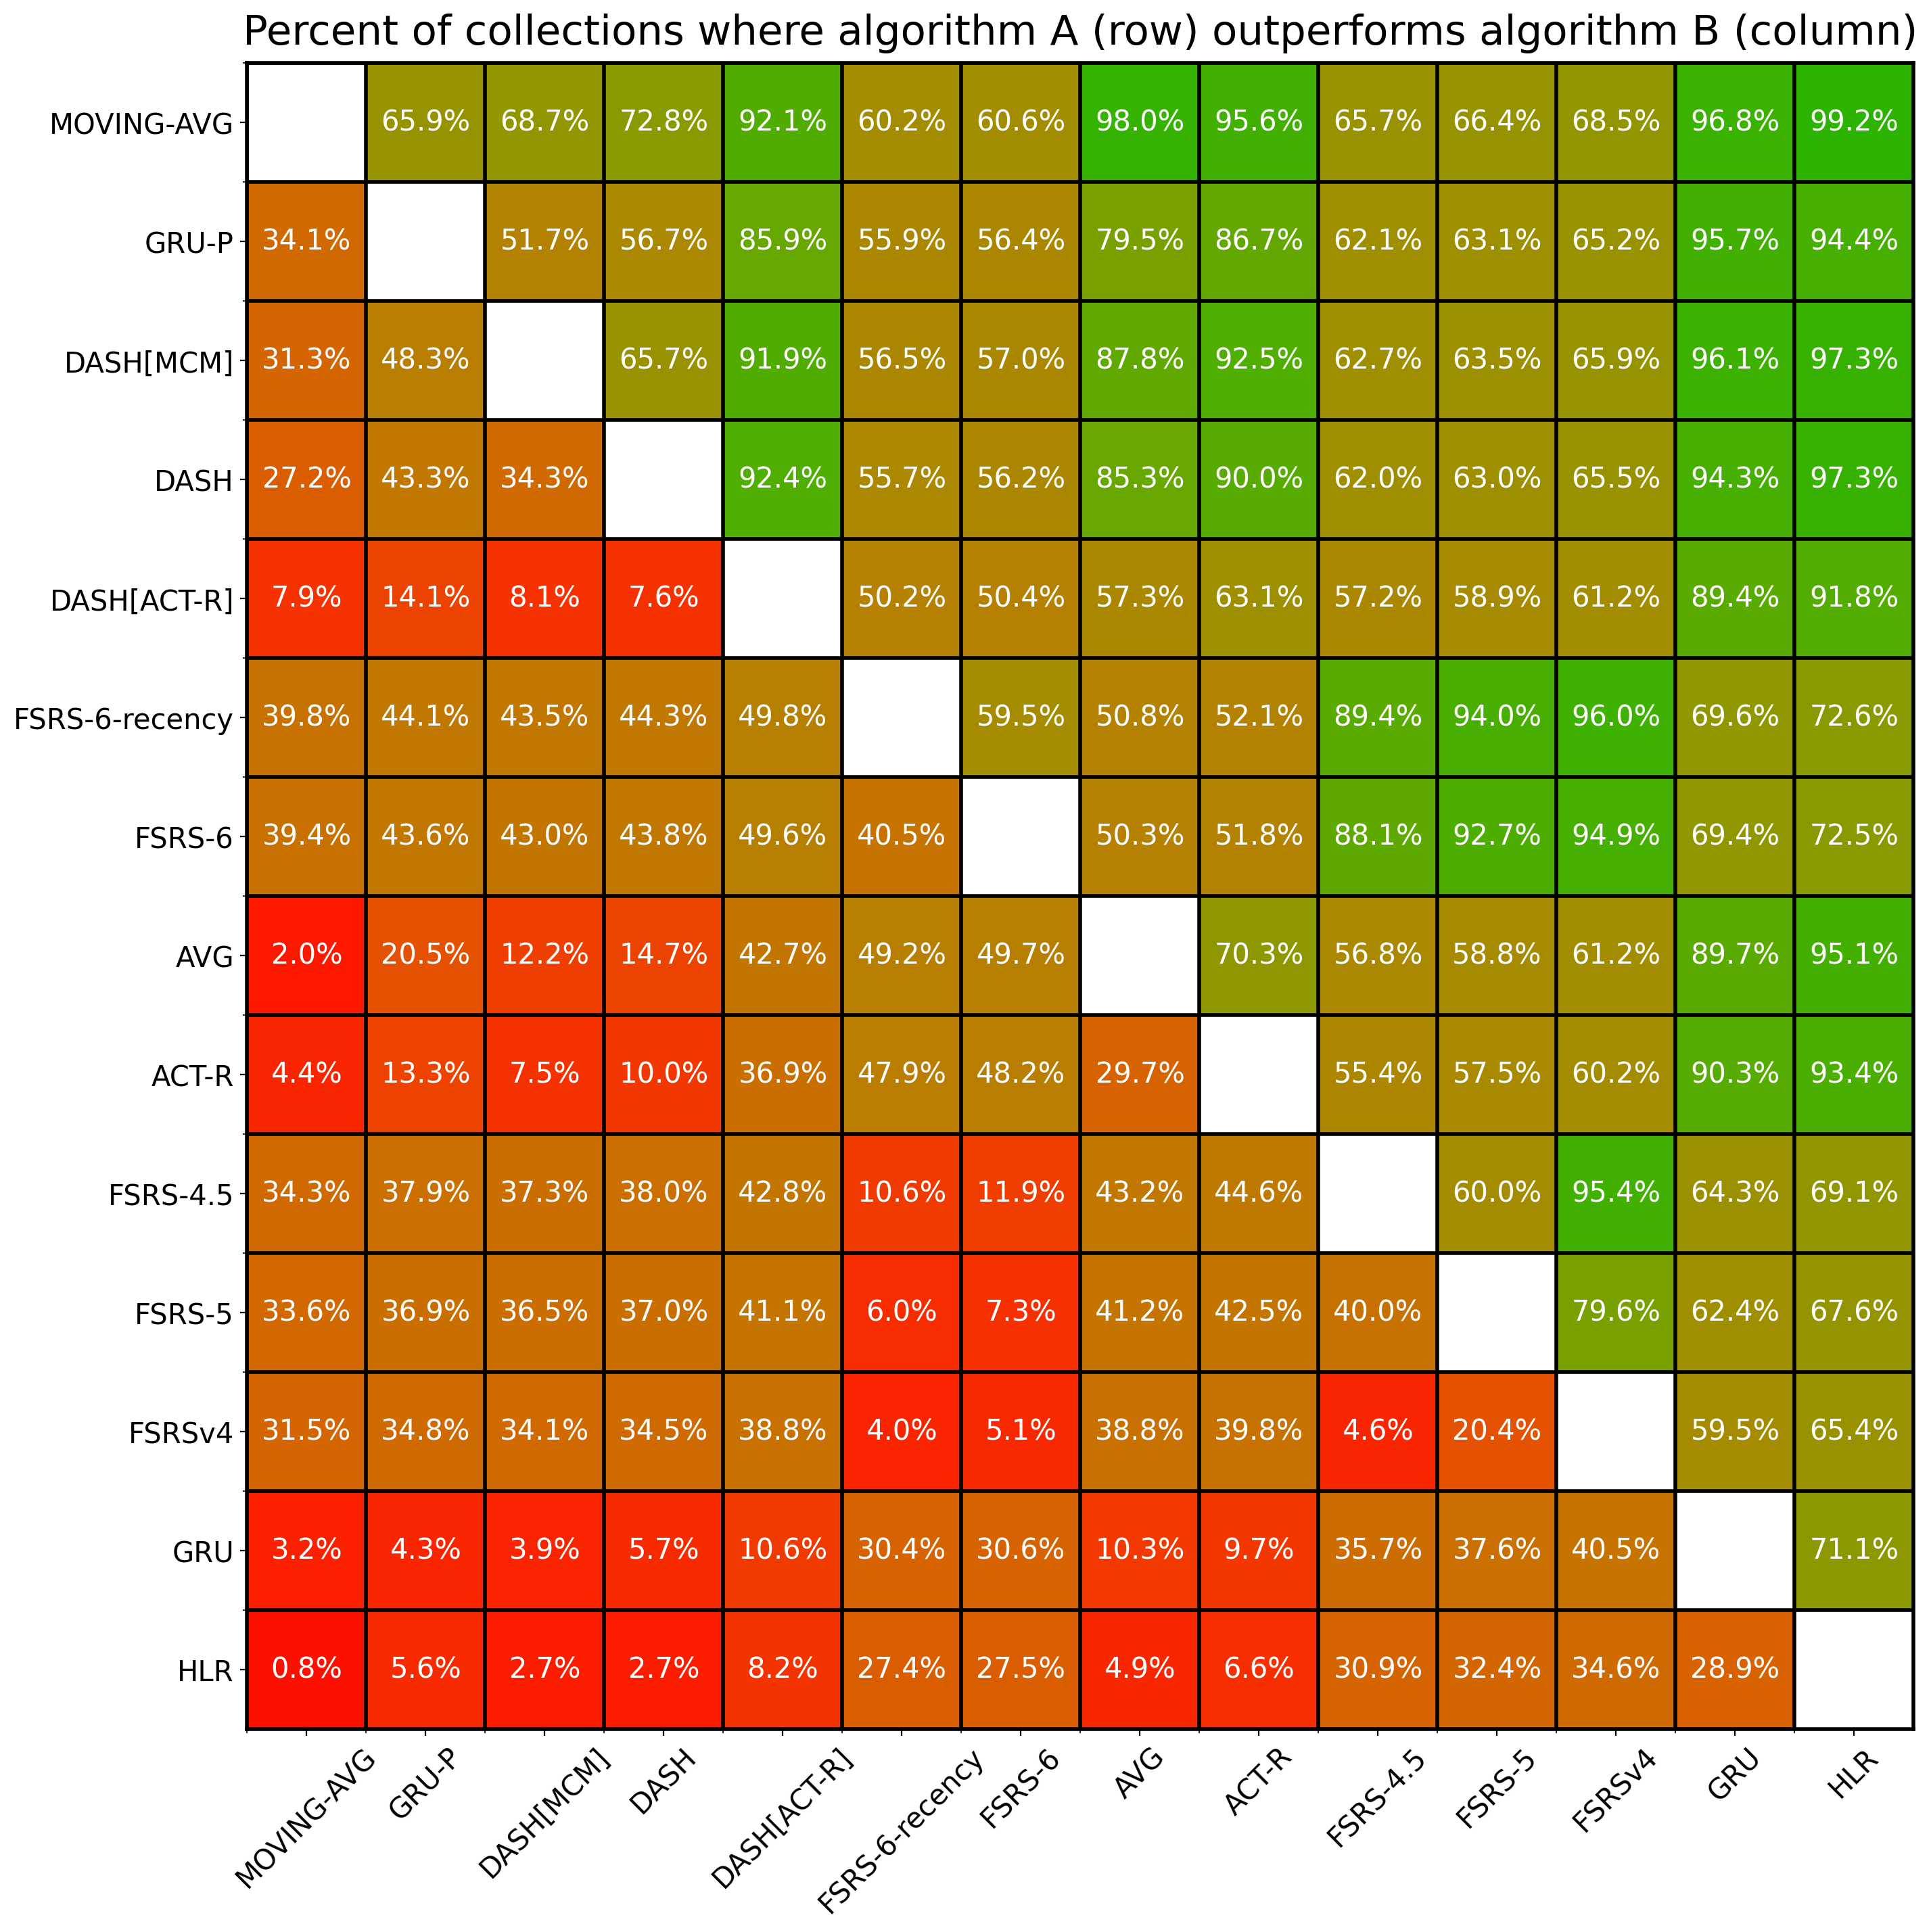 Percent of collections where algorithm A (row) outperforms algorithm B (column)
MOVING-AVG 65.9% 68.7% 72.8% 92.1% 60.2% 60.6% 98.0% 95.6% 65.7% 66.4% 68.5% 96.8% 99.2%
GRU-P 34.1% 51.7% 56.7% 85.9% 55.9% 56.4% 79.5% 86.7% 62.1% 63.1% 65.2% 95.7% 94.4%
DASH[MCM] 31.3% 48.3% 65.7% 91.9% 56.5% 57.0% 87.8% 92.5% 62.7% 63.5% 65.9% 96.1% 97.3%
DASH 27.2% 43.3% 34.3% 92.4% 55.7% 56.2% 85.3% 90.0% 62.0% 63.0% 65.5% 94.3% 97.3%
DASH[ACT-R] 7.9% 14.1% 8.1% 7.6% 50.2% 50.4% 57.3% 63.1% 57.2% 58.9% 61.2% 89.4% 91.8%
FSRS-6-recency 39.8% 44.1% 43.5% 44.3% 49.8% 59.5% 50.8% 52.1% 89.4% 94.0% 96.0% 69.6% 72.6%
FSRS-6 39.4% 43.6% 43.0% 43.8% 49.6% 40.5% 50.3% 51.8% 88.1% 92.7% 94.9% 69.4% 72.5%
AVG 2.0% 20.5% 12.2% 14.7% 42.7% 49.2% 49.7% 70.3% 56.8% 58.8% 61.2% 89.7% 95.1%
ACT-R 4.4% 13.3% 7.5% 10.0% 36.9% 47.9% 48.2% 29.7% 55.4% 57.5% 60.2% 90.3% 93.4%
FSRS-4.5 34.3% 37.9% 37.3% 38.0% 42.8% 10.6% 11.9% 43.2% 44.6% 60.0% 95.4% 64.3% 69.1%
FSRS-5 33.6% 36.9% 36.5% 37.0% 41.1% 6.0% 7.3% 41.2% 42.5% 40.0% 79.6% 62.4% 67.6%
FSRSv4 31.5% 34.8% 34.1% 34.5% 38.8% 4.0% 5.1% 38.8% 39.8% 4.6% 20.4% 59.5% 65.4%
GRU 3.2% 4.3% 3.9% 5.7% 10.6% 30.4% 30.6% 10.3% 9.7% 35.7% 37.6% 40.5% 71.1%
HLR 0.8% 5.6% 2.7% 2.7% 8.2% 27.4% 27.5% 4.9% 6.6% 30.9% 32.4% 34.6% 28.9%
MOVING-AVG GRU-P DASH[MCM] DASH DASH[ACT-R] FSRS-6-recency FSRS-6 AVG ACT-R FSRS-4.5 FSRS-5 FSRSv4 GRU HLR